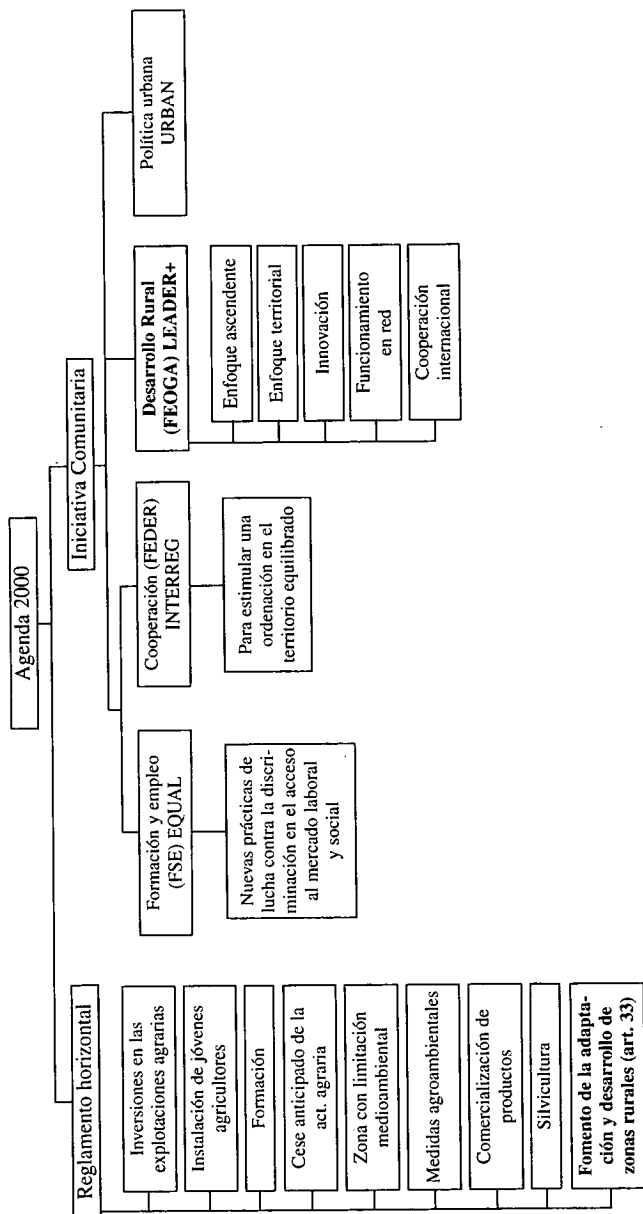 Agenda 2000
Reglamento horizontal
Inversiones en las
explotaciones agrarias
Instalación de jóvenes
agricultores
Formación
Cese anticipado de la
act. agraria
Zona con limitación
medioambiental
Medidas agroambientales
Comercialización de
productos
Silvicultura
Fomento de la adapta-
ción y desarrollo de
zonas rurales (art. 33)
Iniciativa Comunitaria
Formación y empleo
(FSE) EQUAL
Nuevas prácticas de
lucha contra la discri-
minación en el acceso
al mercado laboral
y social
Cooperación (FEDER)
INTERREG
Para estimular una
ordenación en el
territorio equilibrado
Desarrollo Rural
(FEOGA) LEADER+
Enfoque ascendente
Enfoque territorial
Innovación
Funcionamiento
en red
Cooperación
internacional
Política urbana
URBAN